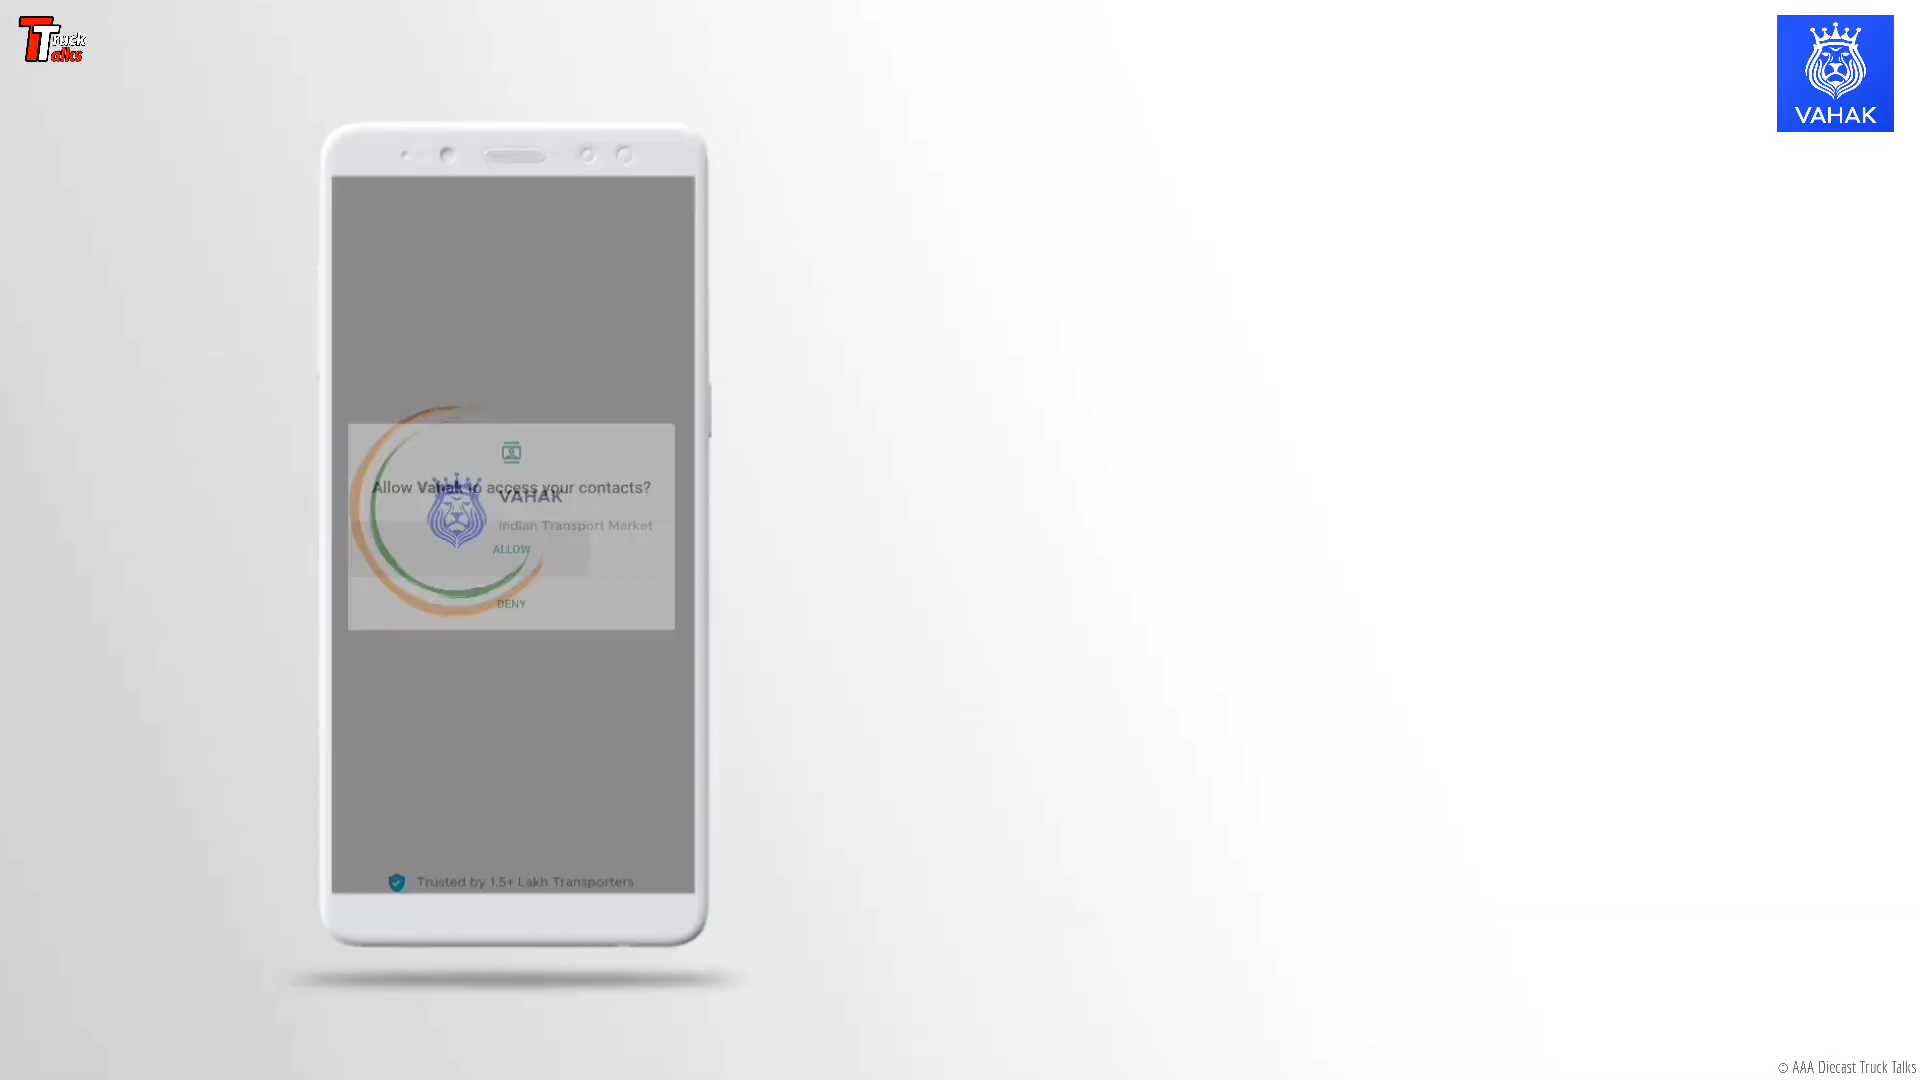 Truck
Talks
VAHAK
Allow Vahak to access your contacts?
VAHAK
Indian Transport Market
ALLOW
DENY
Trusted by 1.5+ Lakh Transporters
© AAA Diecast Truck Talks